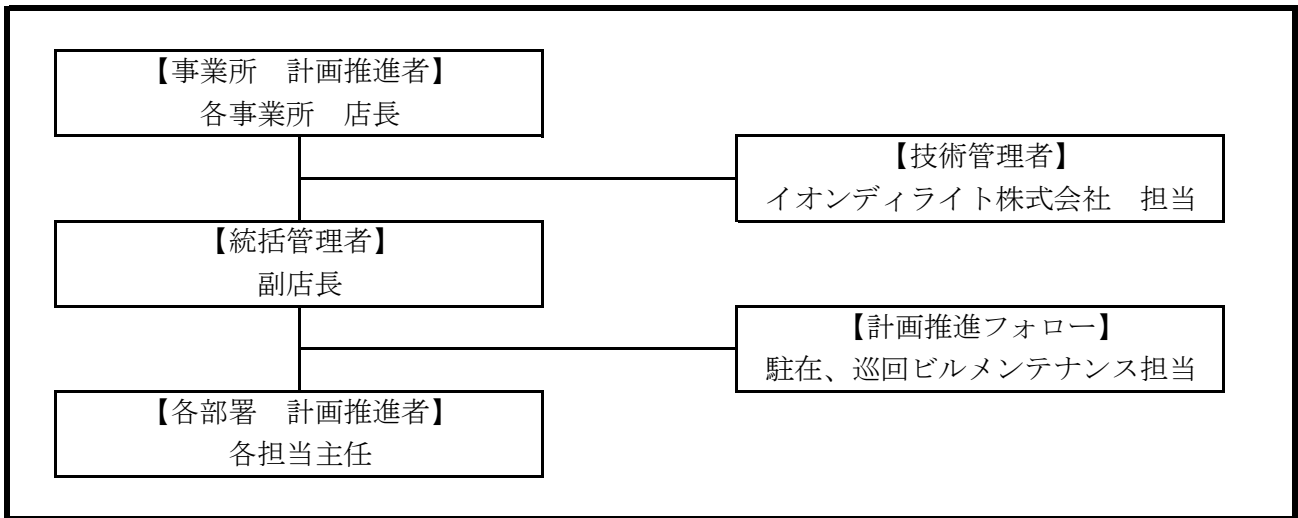 【事業所　計画推進者】
各事業所　店長
【技術管理者】
イオンディライト株式会社　担当
【統括管理者】
副店長
【計画推進フォロー】
駐在、巡回ビルメンテナンス担当
【各部署　計画推進者】
各担当主任